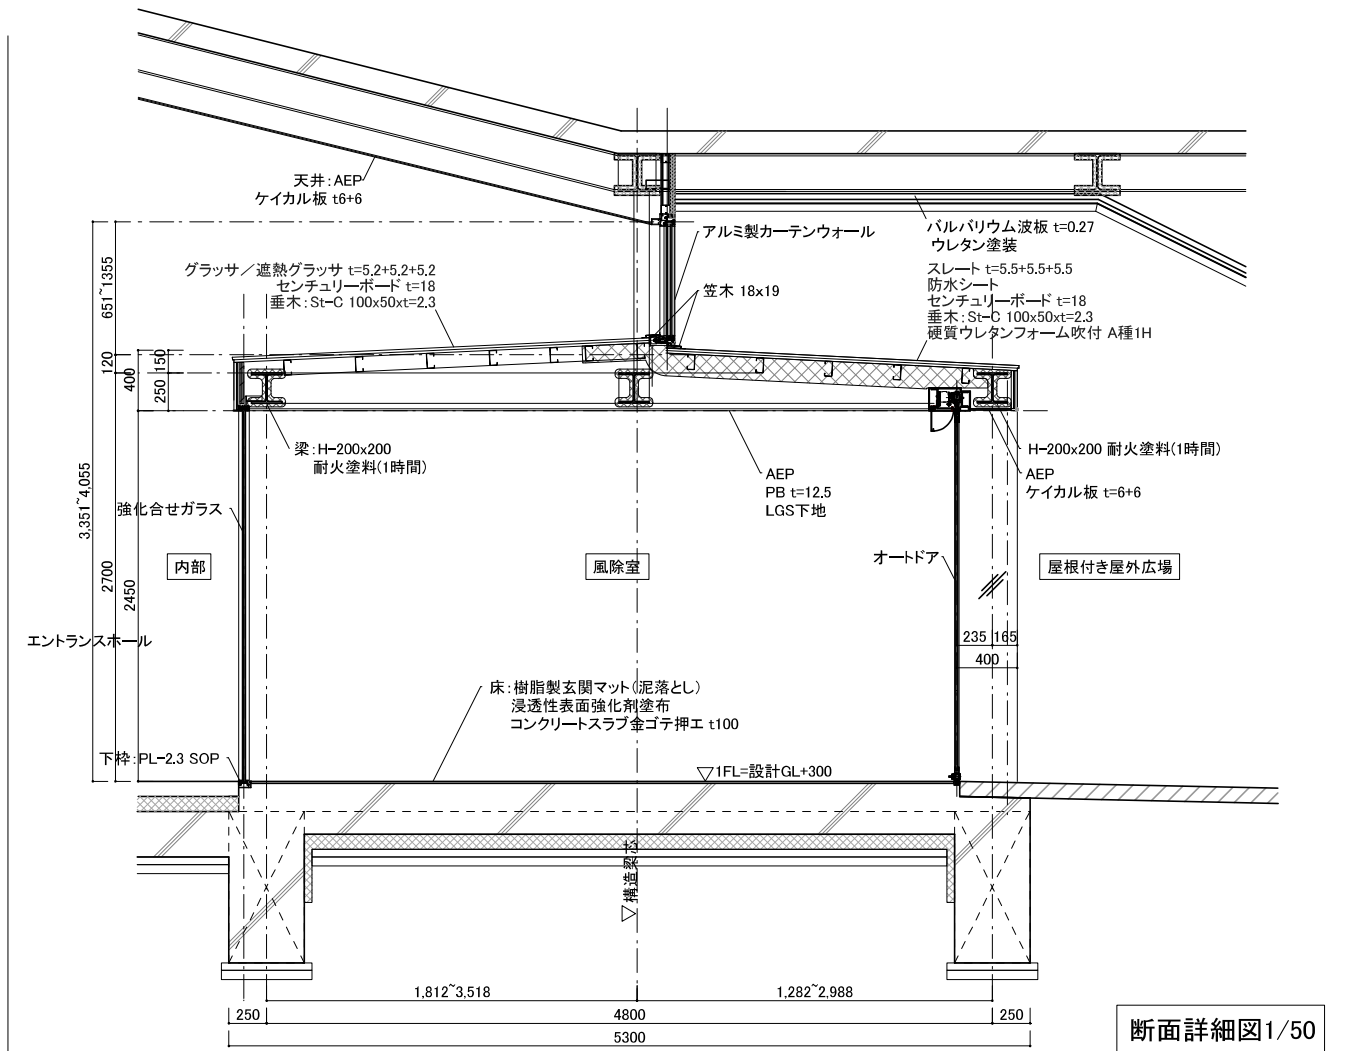 天井：AEP
ケイカル板 t6+6
バルバリウム波板 t=0.27
ウレタン塗装
アルミ製カーテンウォール
グラッサ／遮熱グラッサ t=5.2+5.2+5.2
センチュリーボード t=18
垂木：St-C 100x50xt=2.3
笠木 18x19
スレート t=5.5+5.5+5.5
防水シート
センチュリーボード t=18
垂木：St-C 100x50xt=2.3
硬質ウレタンフォーム吹付 A種1H
651~1355
120
400
150
250
梁：H-200x200
耐火塗料(1時間)
H-200x200 耐火塗料(1時間)
AEP
PB t=12.5
LGS下地
AEP
ケイカル板 t=6+6
3,351~4,055
2700
2450
強化合せガラス
内部
風除室
オートドア
屋根付き屋外広場
エントランスホール
235
165
400
床：樹脂製玄関マット(泥落とし)
浸透性表面強化剤塗布
コンクリートスラブ金ゴテ押エ t100
下枠：PL-2.3 SOP
▽1FL=設計GL+300
▽構造梁芯
1,812~3,518
1,282~2,988
250
4800
250
5300
断面詳細図1/50